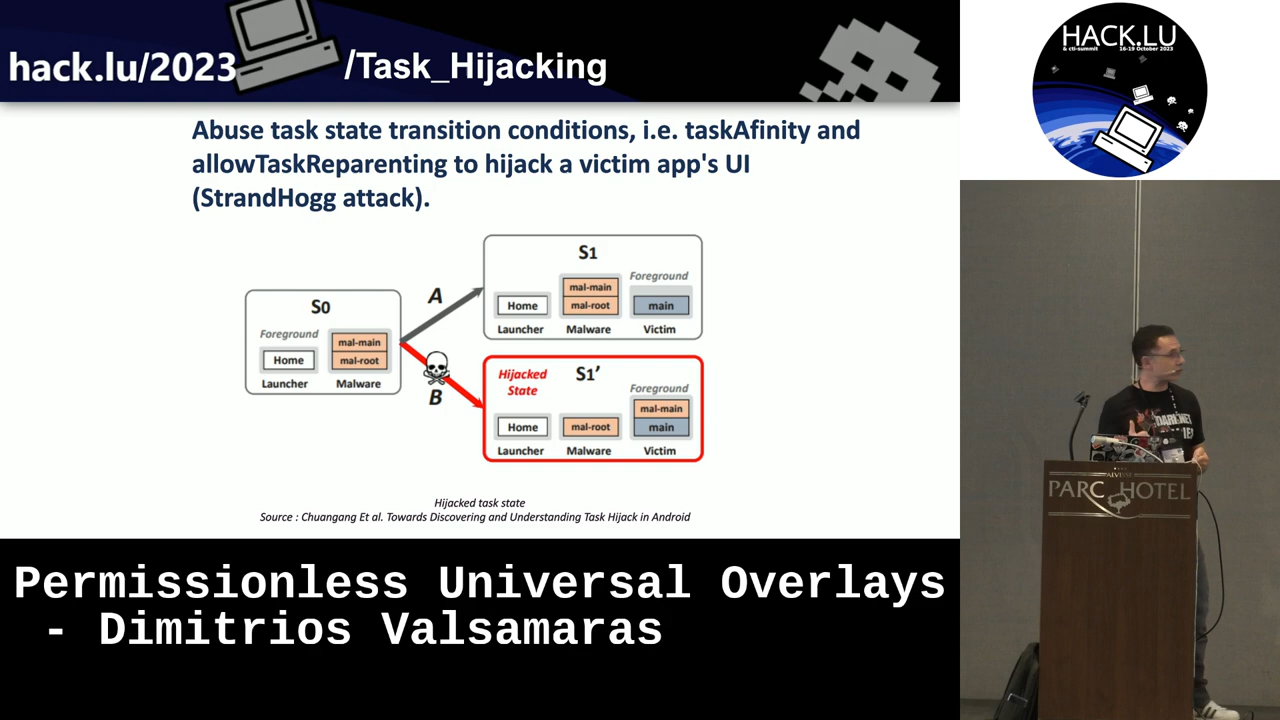 hack.lu/2023
/Task_Hijacking
HACK.LU
& cti-summit 16-19 October 2023
Abuse task state transition conditions, i.e. taskAfinity and
allowTaskReparenting to hijack a victim app's UI
(StrandHogg attack).
S0
Foreground
Home
mal-main
mal-root
Launcher
Malware
A
B
S1
Foreground
Home
mal-main
mal-root
main
Launcher
Malware
Victim
Hijacked
State
S1’
Foreground
Home
mal-root
mal-main
main
Launcher
Malware
Victim
Hijacked task state
Source : Chuangang Et al. Towards Discovering and Understanding Task Hijack in Android
DARKNET
ALVISSE
PARC HOTEL
Permissionless Universal Overlays
- Dimitrios Valsamaras